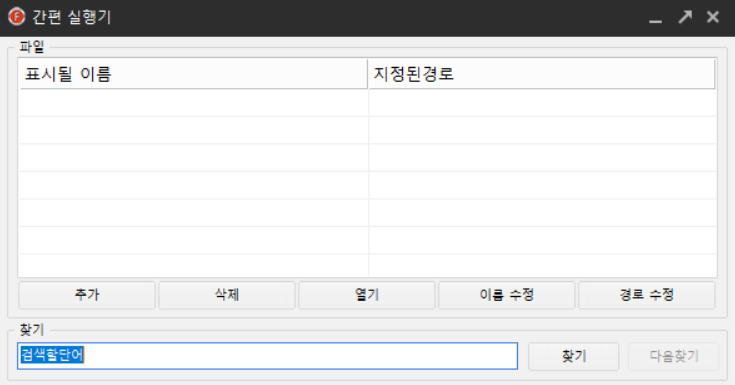 간편 실행기
파일
표시될 이름 지정된경로
추가 삭제 열기 이름 수정 경로 수정
찾기
검색할단어 찾기 다음찾기